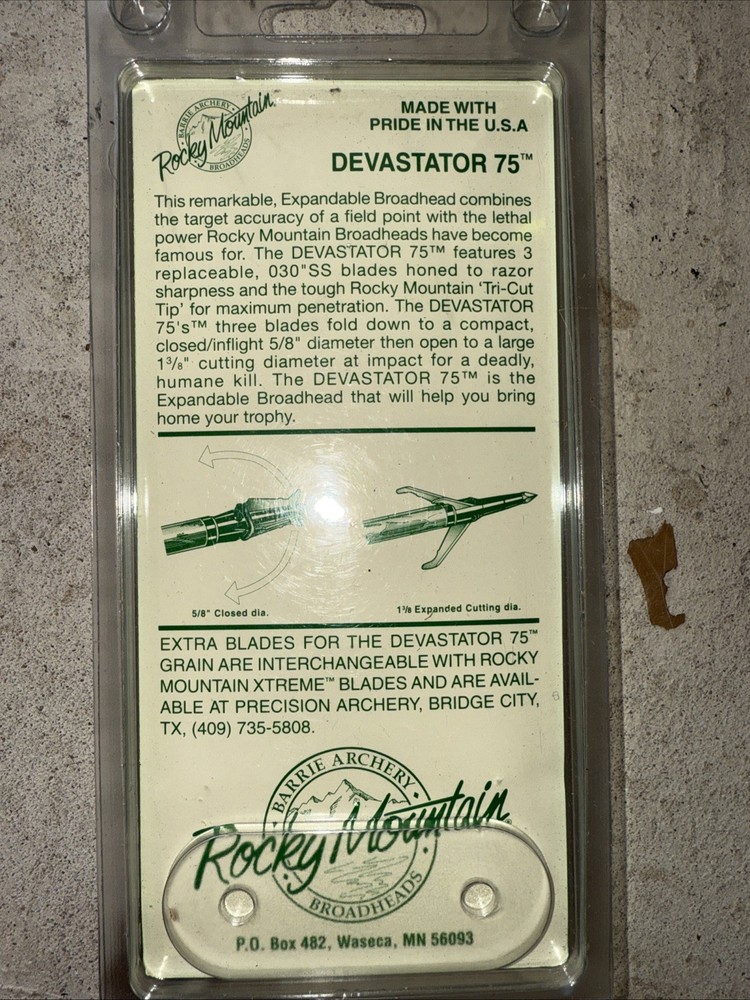 BARRIE ARCHERY
Rocky Mountain
BROADHEADS
MADE WITH
PRIDE IN THE U.S.A
DEVASTATOR 75™
This remarkable, Expandable Broadhead combines
the target accuracy of a field point with the lethal
power Rocky Mountain Broadheads have become
famous for. The DEVASTATOR 75™ features 3
replaceable, 030"SS blades honed to razor
sharpness and the tough Rocky Mountain ‘Tri-Cut
Tip’ for maximum penetration. The DEVASTATOR
75's™ three blades fold down to a compact,
closed/inflight 5/8" diameter then open to a large
1³/₈" cutting diameter at impact for a deadly,
humane kill. The DEVASTATOR 75™ is the
Expandable Broadhead that will help you bring
home your trophy.
5/8" Closed dia.
1³/₈ Expanded Cutting dia.
EXTRA BLADES FOR THE DEVASTATOR 75™
GRAIN ARE INTERCHANGEABLE WITH ROCKY
MOUNTAIN XTREME™ BLADES AND ARE AVAIL-
ABLE AT PRECISION ARCHERY, BRIDGE CITY,
TX, (409) 735-5808.
BARRIE ARCHERY
Rocky Mountain
BROADHEADS
P.O. Box 482, Waseca, MN 56093